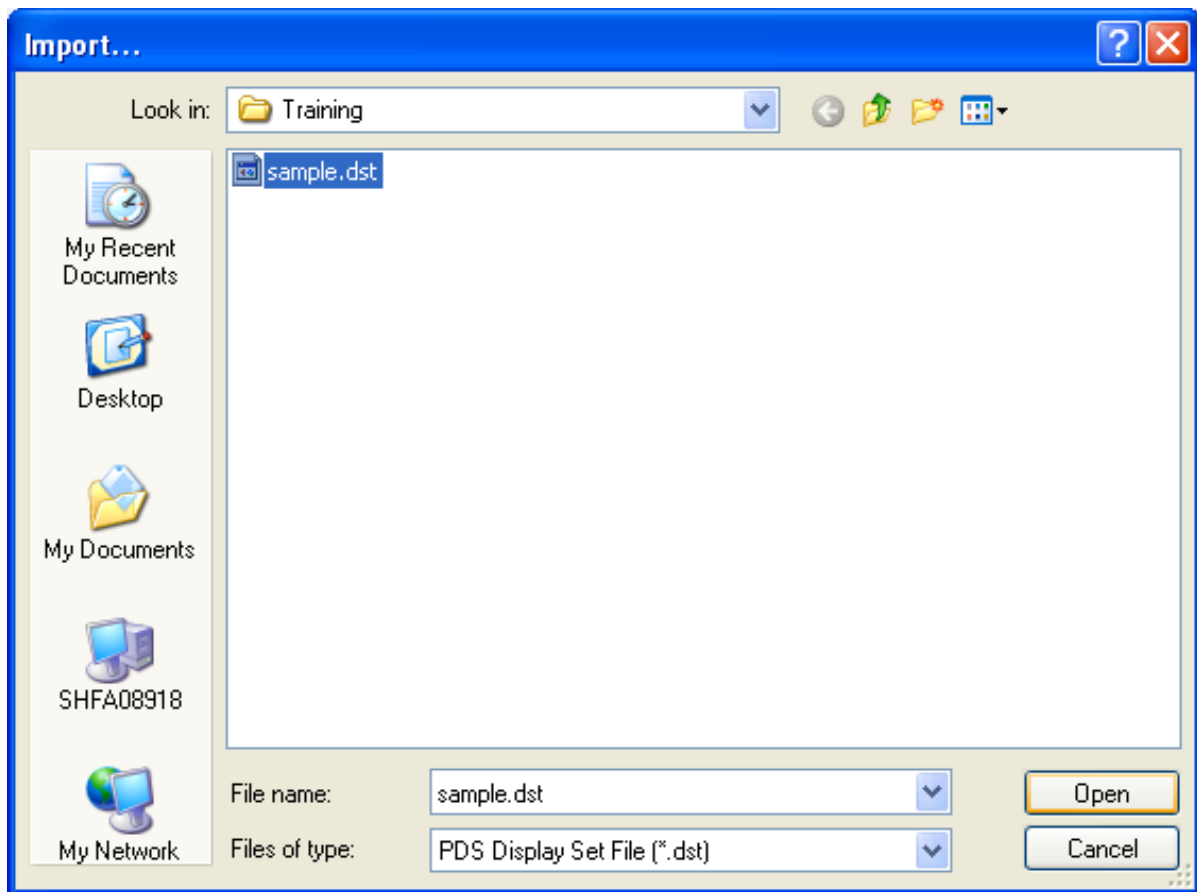 Import...
Look in:
Training
sample.dst
My Recent
Documents
Desktop
My Documents
SHFA08918
My Network
File name:
sample.dst
Open
Files of type:
PDS Display Set File (*.dst)
Cancel